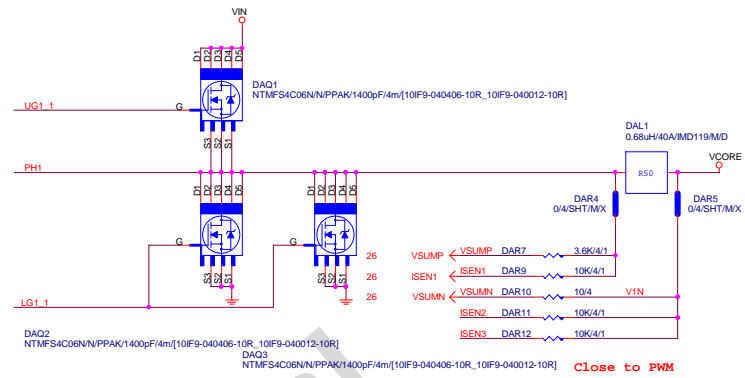 VIN
D1 D2 D3 D4 D5
DAQ1
NTMFS4C06N/N/PPAK/1400pF/4m/[10IF9-040406-10R_10IF9-040012-10R]
UG1_1
G
S3 S2 S1
DAL1
0.68uH/40A/IMD119/M/D
VCORE
PH1
R50
D1 D2 D3 D4 D5
D1 D2 D3 D4 D5
DAR4
0/4/SHT/M/X
DAR5
0/4/SHT/M/X
G
G
26 VSUMP VSUMP DAR7 3.6K/4/1
26 ISEN1 ISEN1 DAR9 10K/4/1
S3 S2 S1
S3 S2 S1
26 VSUMN VSUMN DAR10 10/4 V1N
LG1_1
ISEN2 DAR11 10K/4/1
ISEN3 DAR12 10K/4/1
DAQ2
NTMFS4C06N/N/PPAK/1400pF/4m/[10IF9-040406-10R_10IF9-040012-10R]
DAQ3
NTMFS4C06N/N/PPAK/1400pF/4m/[10IF9-040406-10R_10IF9-040012-10R]
Close to PWM